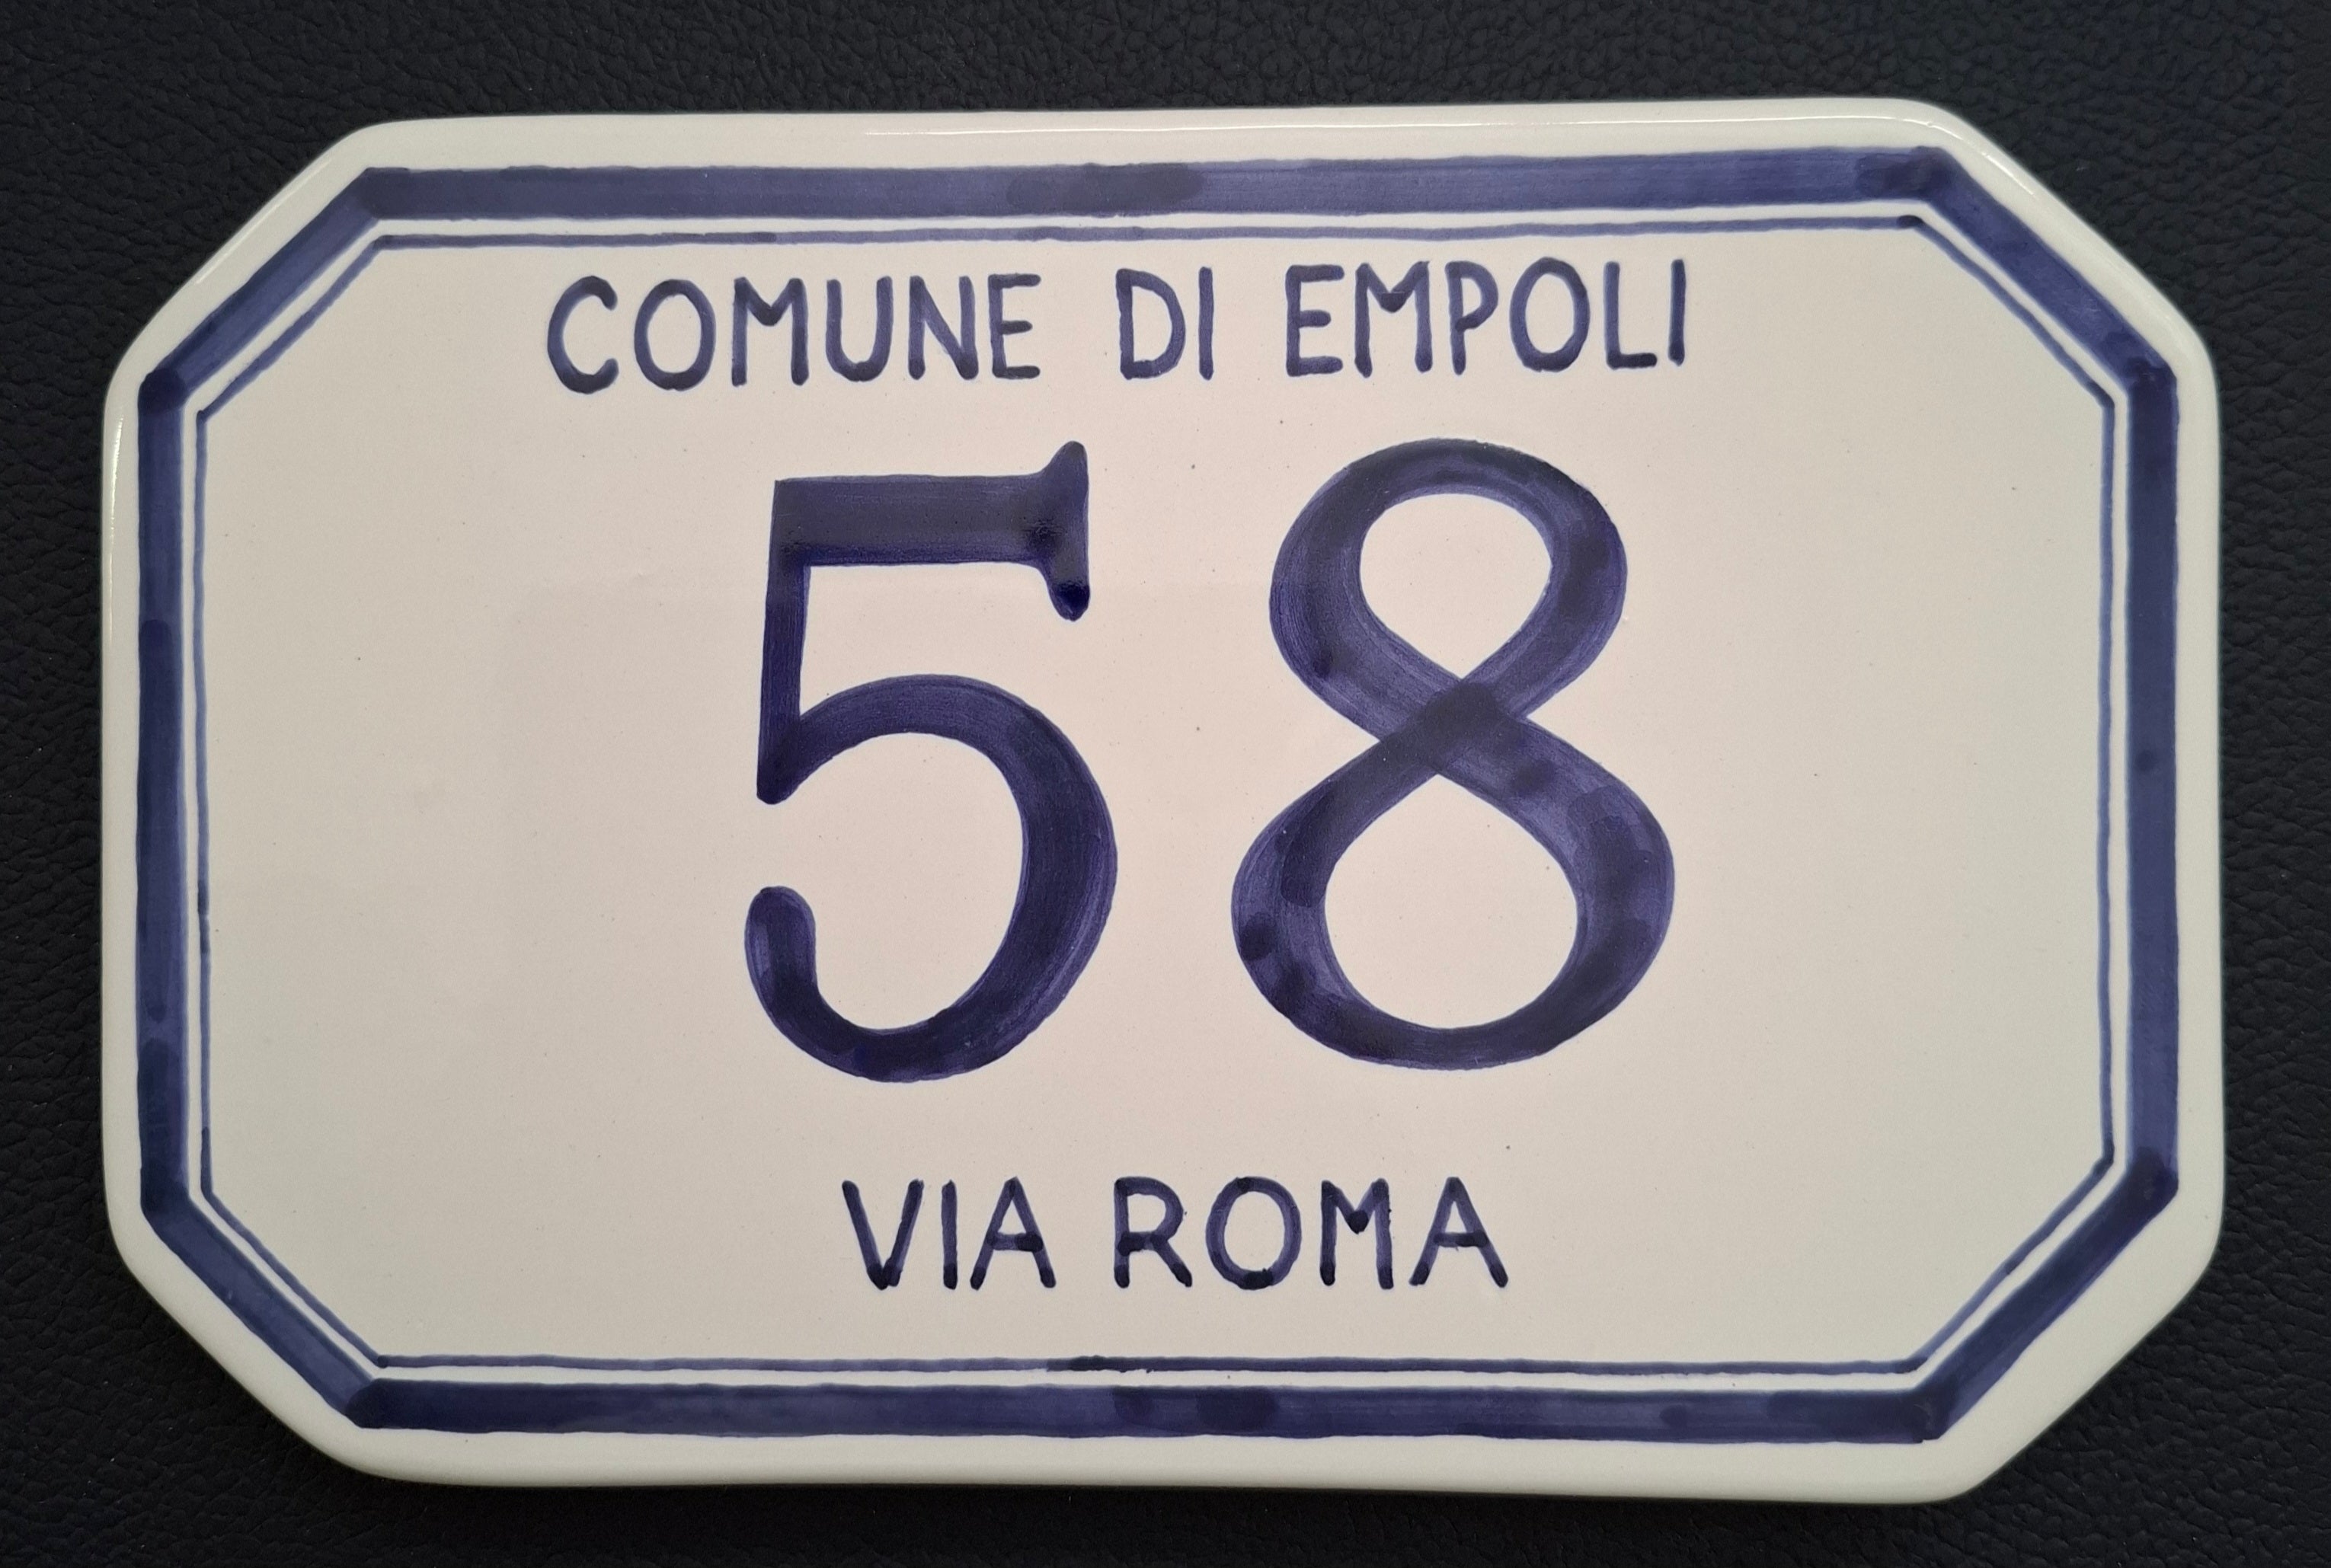 COMUNE DI EMPOLI
58
VIA ROMA